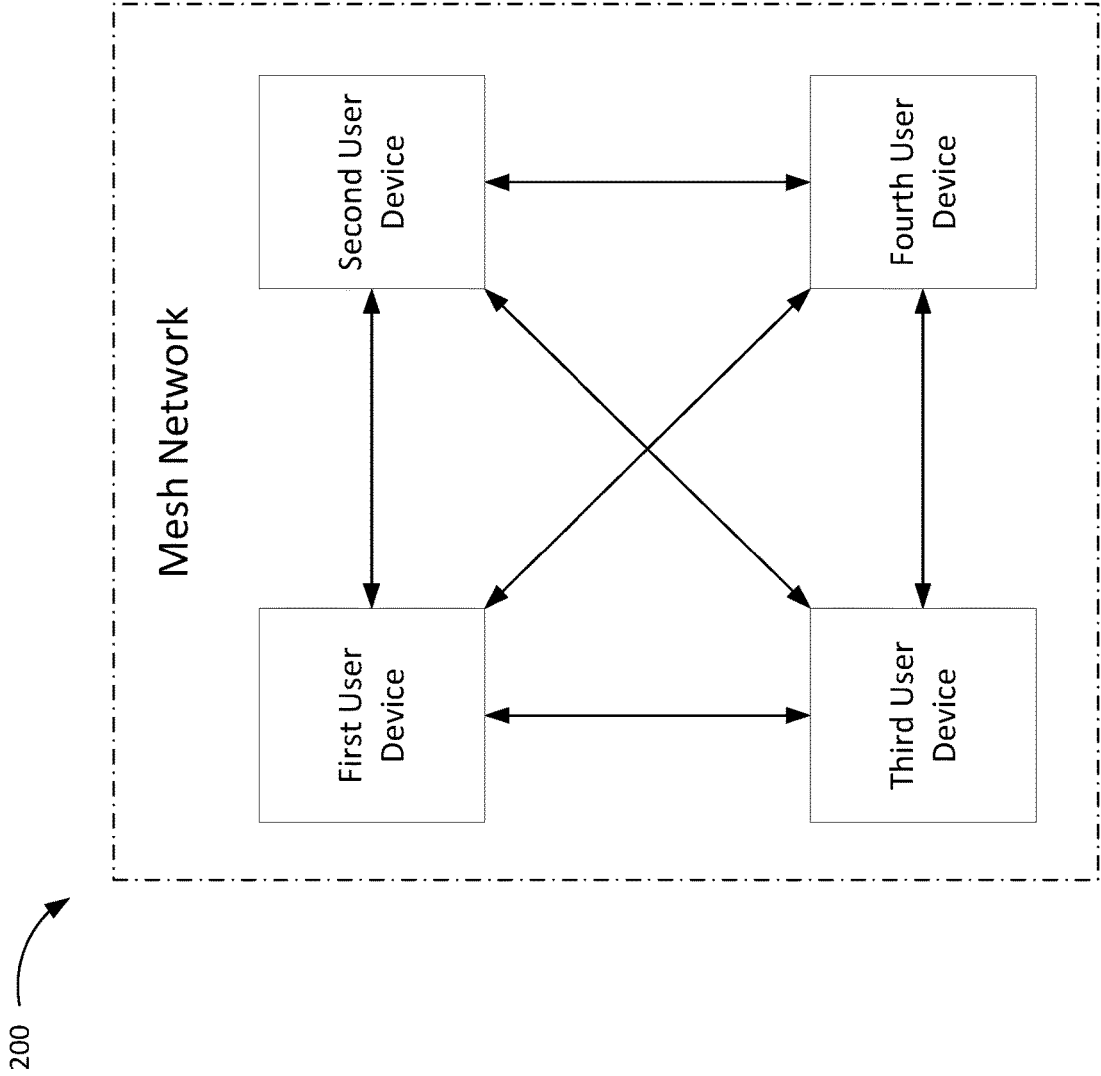 200
Mesh Network
First User
Device
Second User
Device
Third User
Device
Fourth User
Device